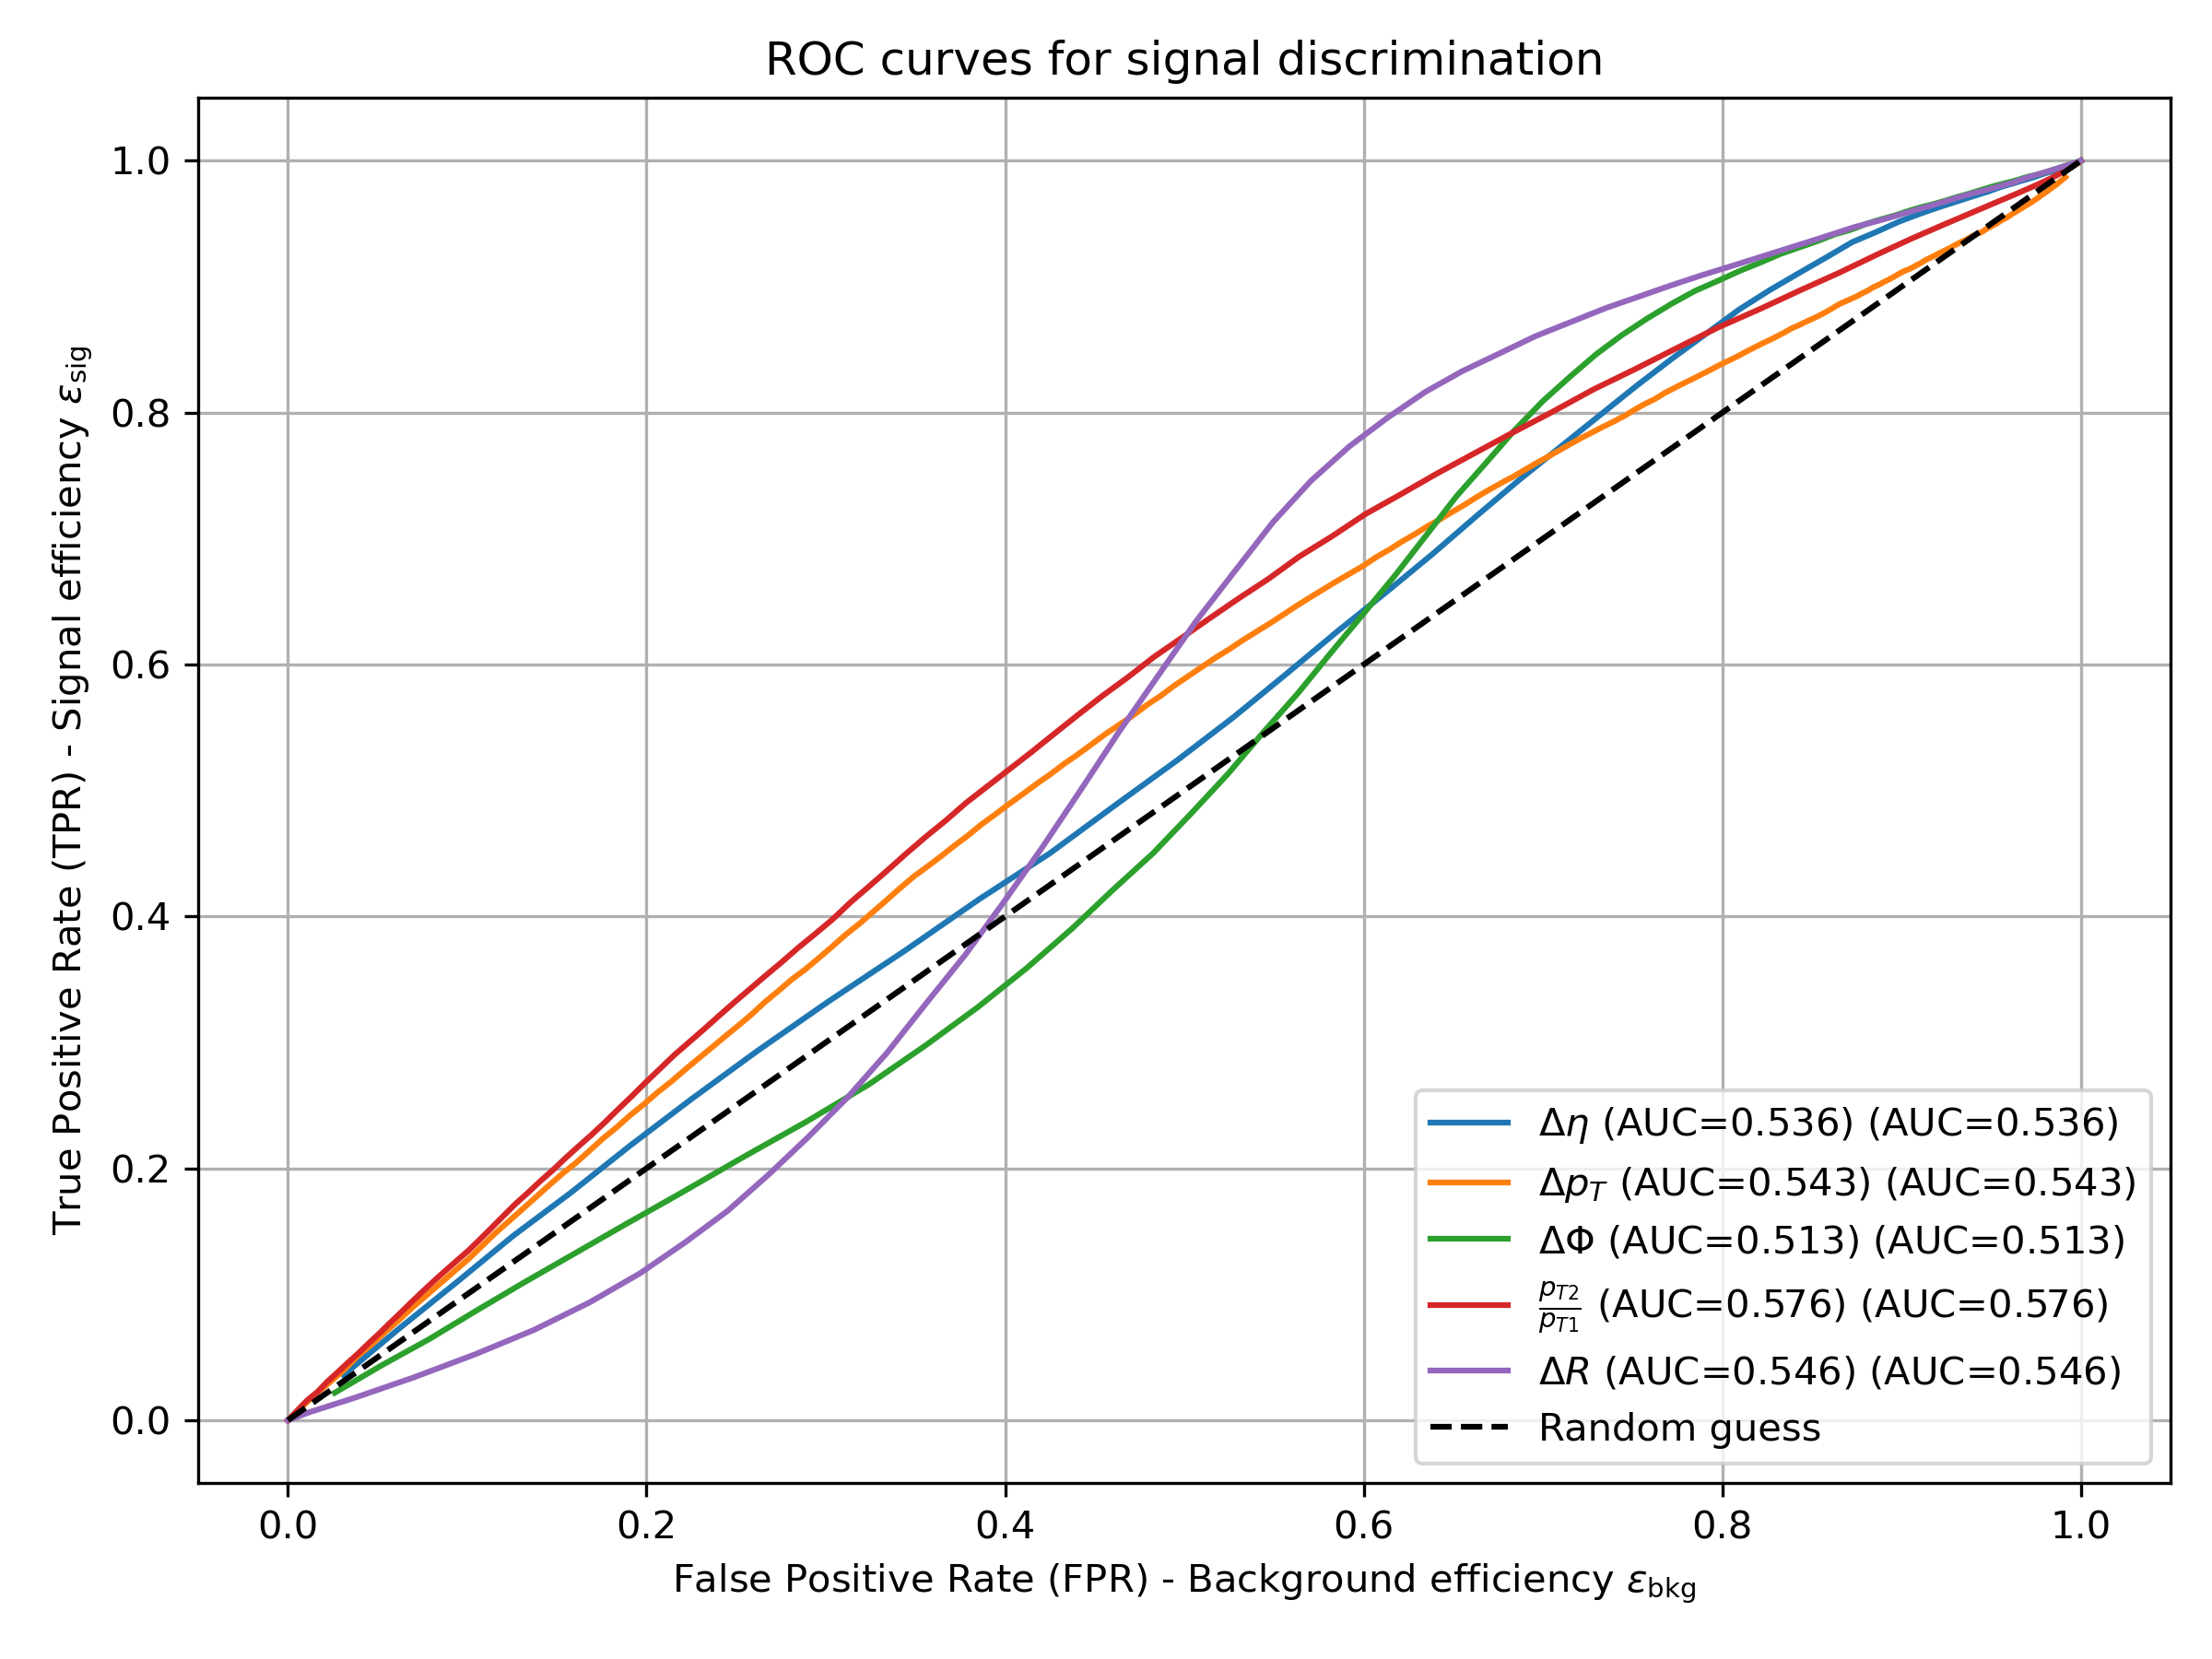 ROC curves for signal discrimination
True Positive Rate (TPR) - Signal efficiency ε_sig
1.0
0.8
0.6
0.4
0.2
0.0
Δη (AUC=0.536) (AUC=0.536)
Δp_T (AUC=0.543) (AUC=0.543)
ΔΦ (AUC=0.513) (AUC=0.513)
p_T2/p_T1 (AUC=0.576) (AUC=0.576)
ΔR (AUC=0.546) (AUC=0.546)
Random guess
0.0 0.2 0.4 0.6 0.8 1.0
False Positive Rate (FPR) - Background efficiency ε_bkg